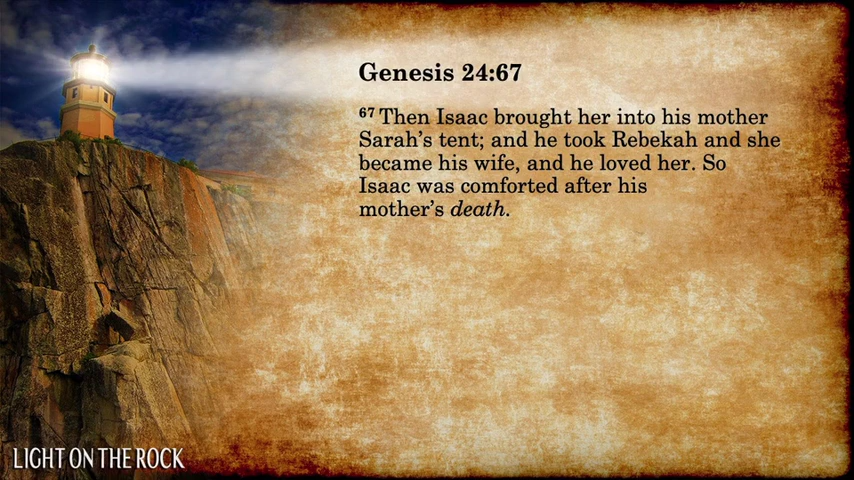 Genesis 24:67
67 Then Isaac brought her into his mother
Sarah’s tent; and he took Rebekah and she
became his wife, and he loved her. So
Isaac was comforted after his
mother’s death.
LIGHT ON THE ROCK